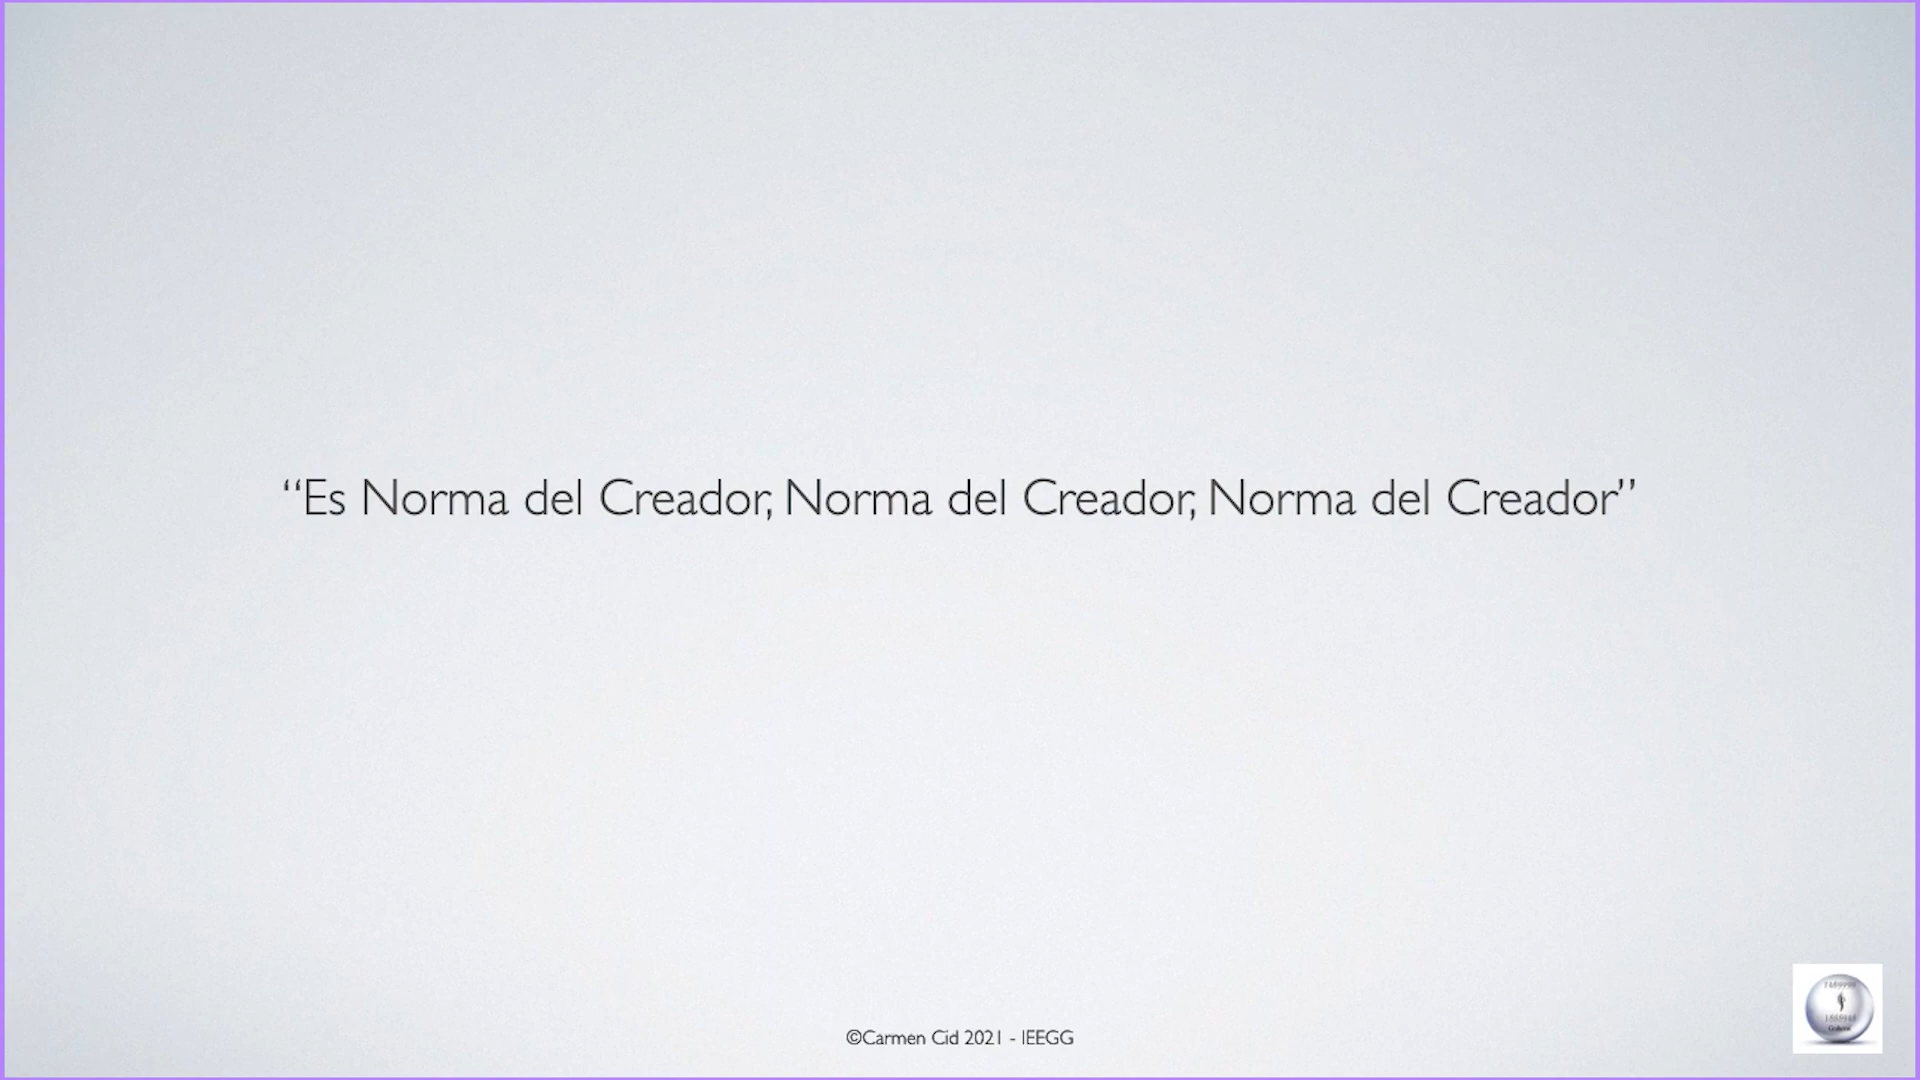 “Es Norma del Creador, Norma del Creador, Norma del Creador”
©Carmen Cid 2021 - IEEGG